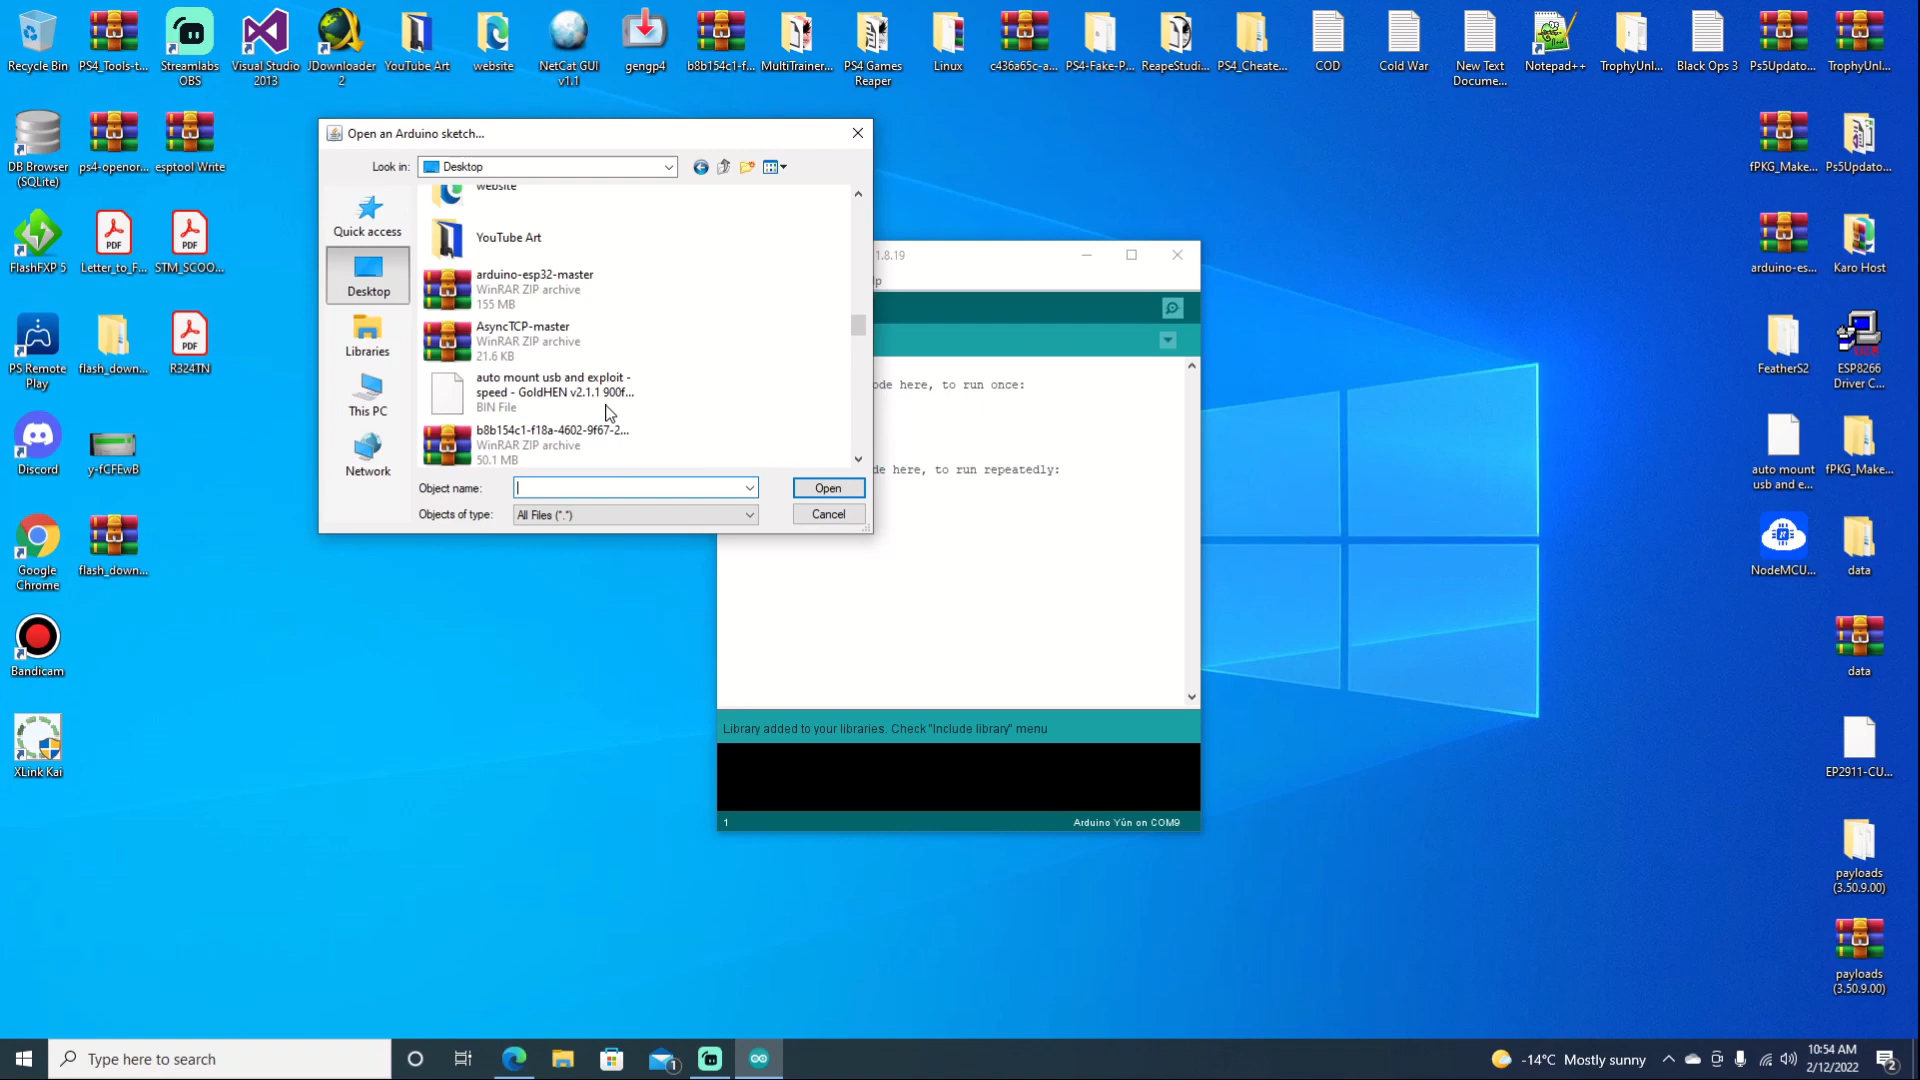 Recycle Bin
PS4_Tools-t...
Streamlabs
OBS
Visual Studio
2013
JDownloader
2
YouTube Art
website
NetCat GUI
v1.1
gengp4
b8b154c1-f...
MultiTrainer...
PS4 Games
Reaper
Linux
c436a65c-a...
PS4-Fake-P...
ReapeStudi...
PS4_Cheate...
COD
Cold War
New Text
Docume...
Notepad++
TrophyUnl...
Black Ops 3
Ps5Updato...
TrophyUnl...
DB Browser
(SQLite)
ps4-openor...
esptool Write
fPKG_Make...
Ps5Updato...
FlashFXP 5
Letter_to_F...
STM_SCOO...
arduino-es...
Karo Host
PS Remote
Play
flash_down...
R324TN
FeatherS2
ESP8266
Driver C...
Discord
y-fCFEwB
auto mount
usb and e...
fPKG_Make...
Google
Chrome
flash_down...
NodeMCU...
data
Bandicam
data
XLink Kai
EP2911-CU...
payloads
(3.50.9.00)
payloads
(3.50.9.00)
Open an Arduino sketch...
Look in:
Desktop
Quick access
Desktop
Libraries
This PC
Network
website
YouTube Art
arduino-esp32-master
WinRAR ZIP archive
155 MB
AsyncTCP-master
WinRAR ZIP archive
21.6 KB
auto mount usb and exploit -
speed - GoldHEN v2.1.1 900f...
BIN File
b8b154c1-f18a-4602-9f67-2...
WinRAR ZIP archive
50.1 MB
Object name:
Open
Objects of type:
All Files (*.*)
Cancel
1.8.19
lp
ode here, to run once:
de here, to run repeatedly:
Library added to your libraries. Check "Include library" menu
1
Arduino Yún on COM9
Type here to search
1
-14°C Mostly sunny
10:54 AM
2/12/2022
2